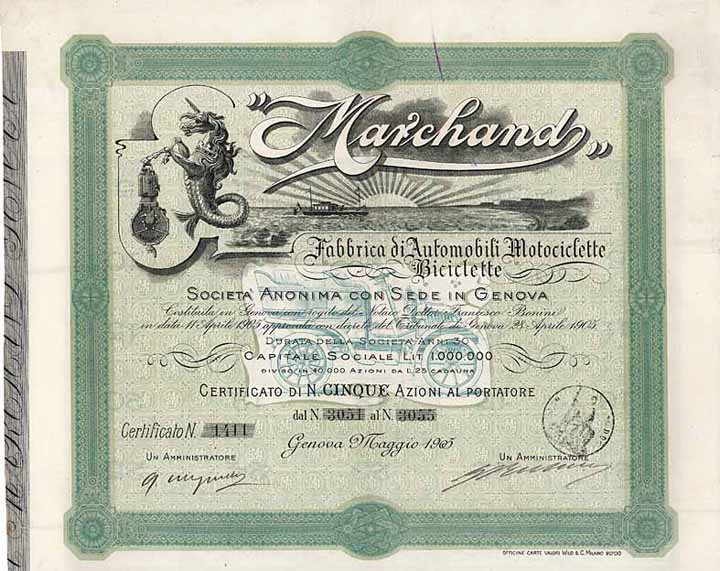 "Marchand"
Fabbrica di Automobili Motociclette
Biciclette
SOCIETÀ ANONIMA CON SEDE IN GENOVA
Costituita in Genova con rogito del Notaio Dottor Francesco Bonini
in data 11 Aprile 1905 approvata con decreto del Tribunale di Genova 28 Aprile 1905
DURATA DELLA SOCIETÀ ANNI 30
CAPITALE SOCIALE LIT. 1.000.000
DIVISO IN 40.000 AZIONI DA L. 25 CADAUNA
CERTIFICATO DI N. CINQUE AZIONI AL PORTATORE
dal N. 3051 al N. 3055
Certificato N. 1411
Genova Maggio 1905
UN AMMINISTRATORE
UN AMMINISTRATORE
OFFICINE CARTE VALORI WILD & C. MILANO 20700